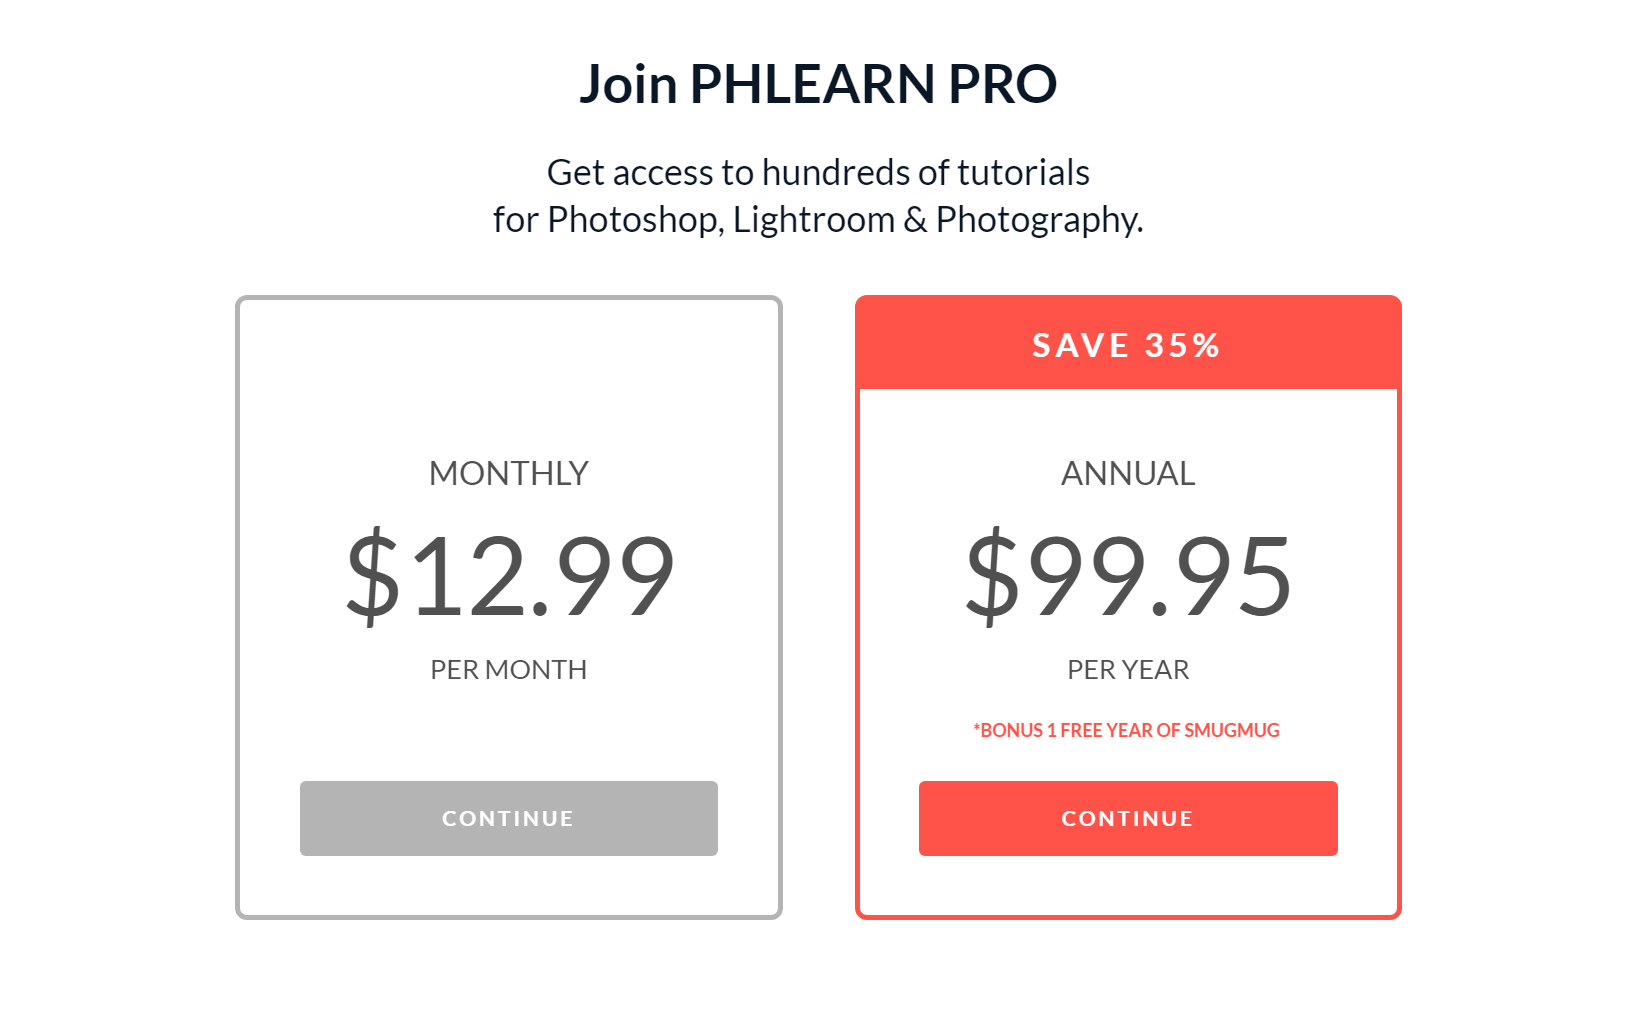 Join PHLEARN PRO
Get access to hundreds of tutorials
for Photoshop, Lightroom & Photography.
MONTHLY
$12.99
PER MONTH
CONTINUE
SAVE 35%
ANNUAL
$99.95
PER YEAR
*BONUS 1 FREE YEAR OF SMUGMUG
CONTINUE